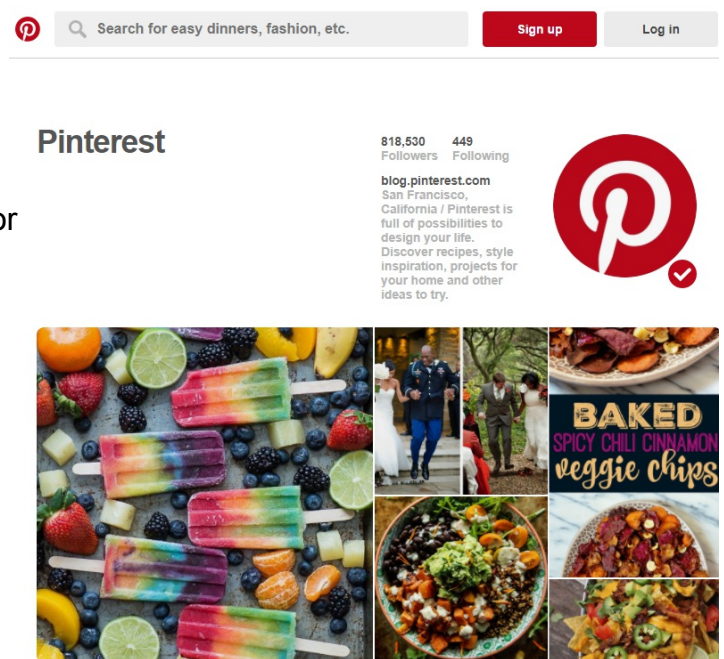 Search for easy dinners, fashion, etc.
Sign up
Log in
Pinterest
818,530 449
Followers Following
blog.pinterest.com
San Francisco,
California / Pinterest is
full of possibilities to
design your life.
Discover recipes, style
inspiration, projects for
your home and other
ideas to try.
or
BAKED
SPICY CHILI CINNAMON
veggie chips